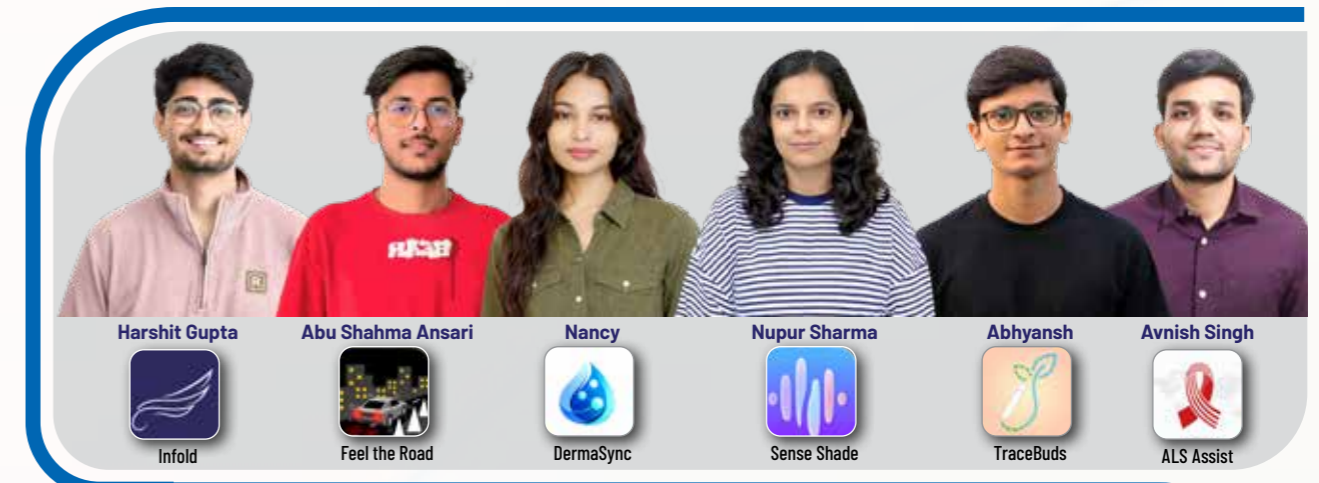 Harshit Gupta
Abu Shahma Ansari
Nancy
Nupur Sharma
Abhyansh
Avnish Singh
Infold
Feel the Road
DermaSync
Sense Shade
TraceBuds
ALS Assist